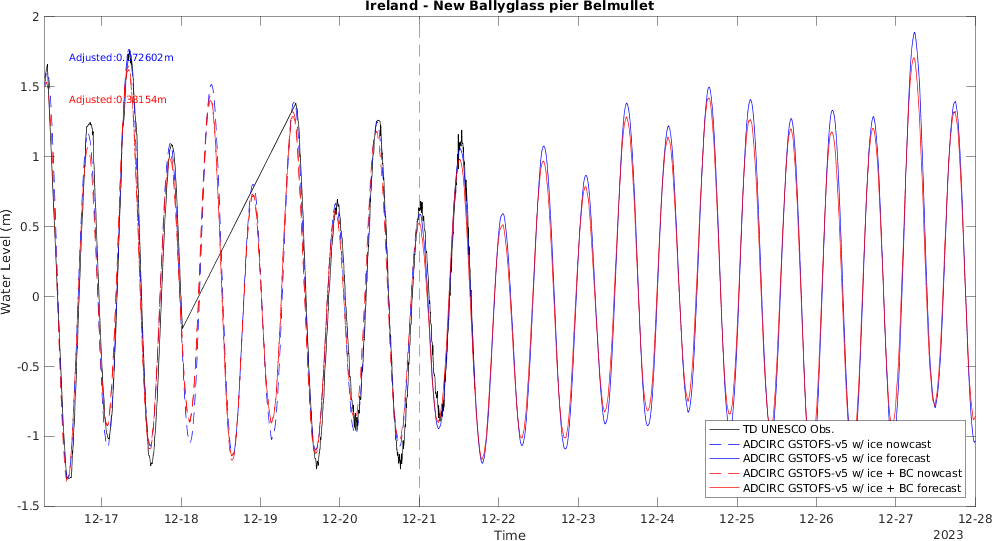 Ireland - New Ballyglass pier Belmullet
Water Level (m)
2
1.5
1
0.5
0
-0.5
-1
-1.5
Adjusted:0.172602m
Adjusted:0.38154m
TD UNESCO Obs.
ADCIRC GSTOFS-v5 w/ ice nowcast
ADCIRC GSTOFS-v5 w/ ice forecast
ADCIRC GSTOFS-v5 w/ ice + BC nowcast
ADCIRC GSTOFS-v5 w/ ice + BC forecast
12-17 12-18 12-19 12-20 12-21 12-22 12-23 12-24 12-25 12-26 12-27 12-28
Time
2023